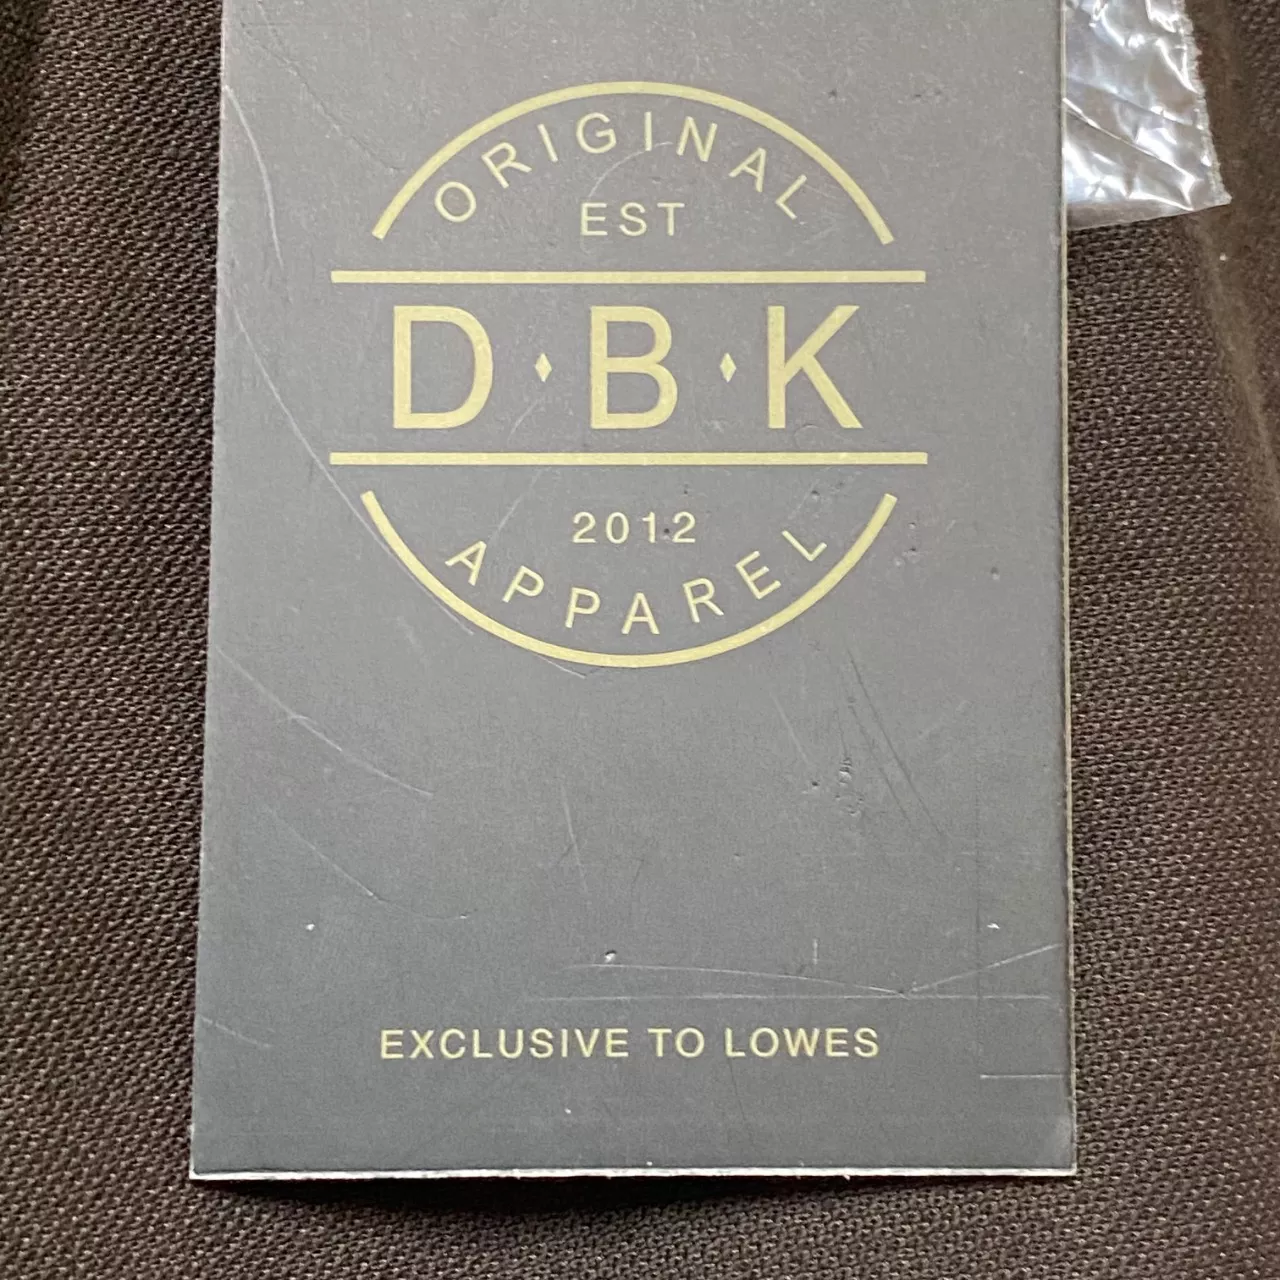 ORIGINAL
EST
D♦B♦K
2012
APPAREL
EXCLUSIVE TO LOWES